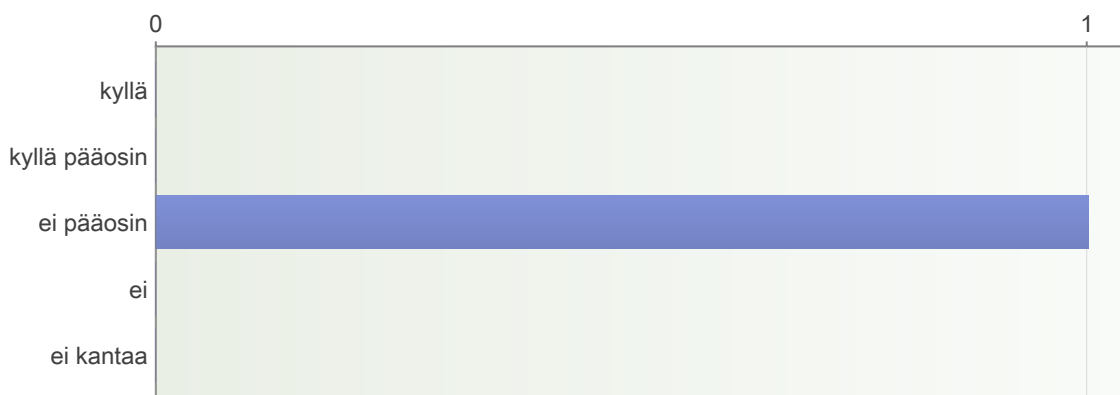 0 1
kyllä
kyllä pääosin
ei pääosin
ei
ei kantaa